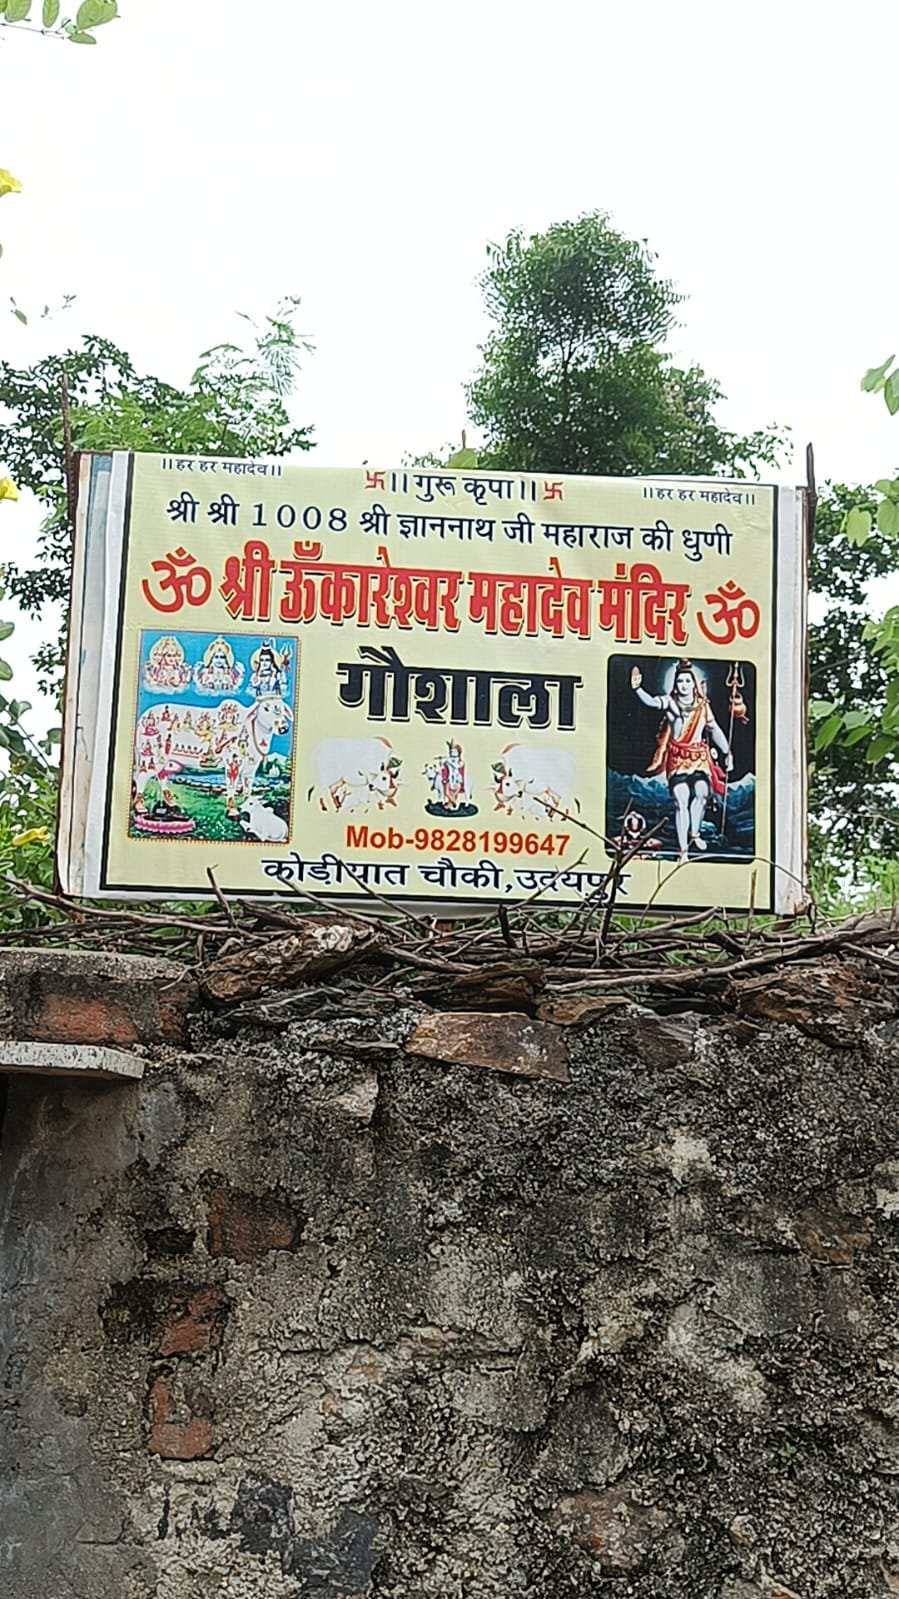 ।।हर हर महादेव।। 卐।।गुरू कृपा।।卐 ।।हर हर महादेव।।
श्री श्री 1008 श्री ज्ञाननाथ जी महाराज की धुणी
ॐ श्री ऊँकारेश्वर महादेव मंदिर ॐ
गौशाला
Mob-9828199647
कोड़ीयात चौकी,उदयपुर